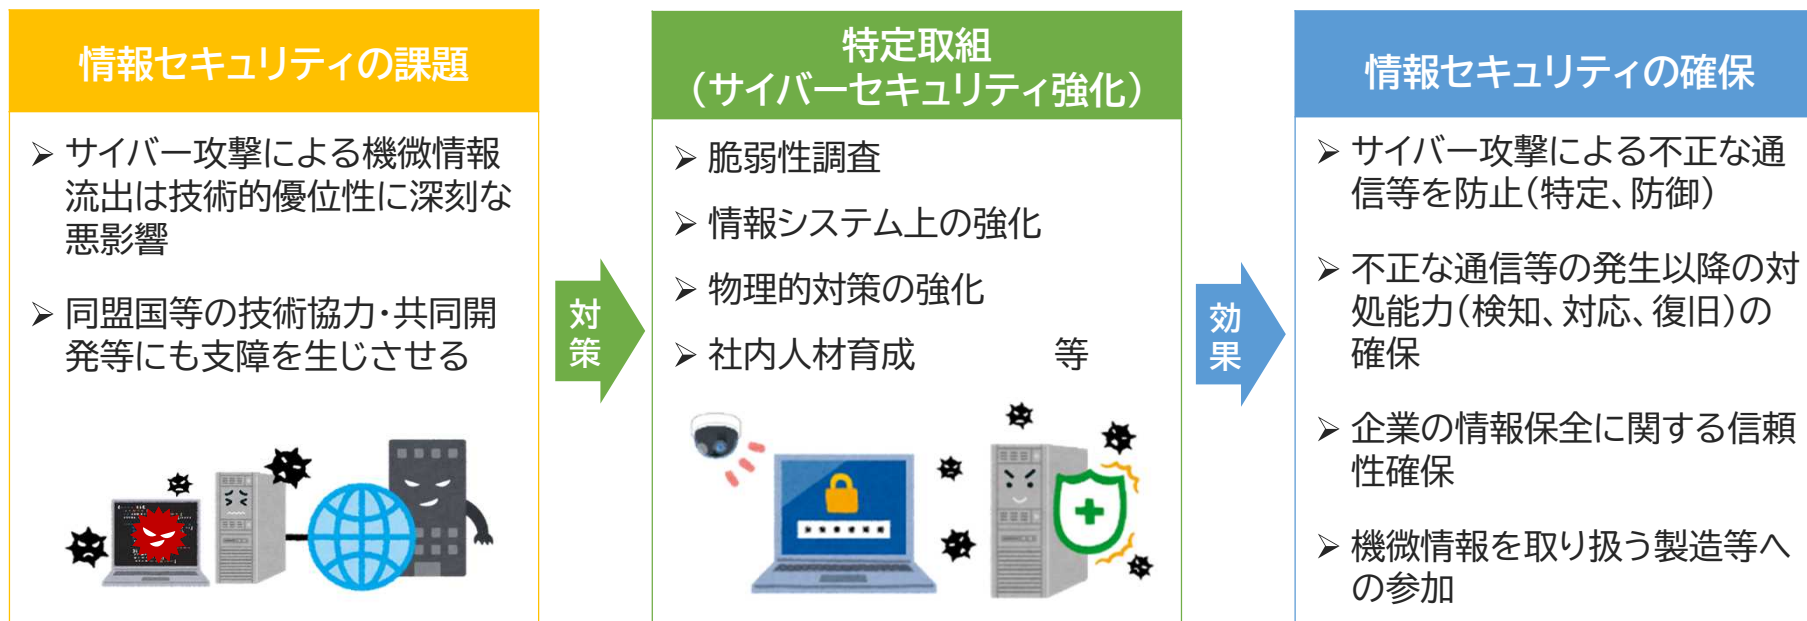 情報セキュリティの課題
➢ サイバー攻撃による機微情報
流出は技術的優位性に深刻な
悪影響
➢ 同盟国等の技術協力・共同開
発等にも支障を生じさせる
対
策
特定取組
（サイバーセキュリティ強化）
➢ 脆弱性調査
➢ 情報システム上の強化
➢ 物理的対策の強化
➢ 社内人材育成　　　　等
効
果
情報セキュリティの確保
➢ サイバー攻撃による不正な通
信等を防止（特定、防御）
➢ 不正な通信等の発生以降の対
処能力（検知、対応、復旧）の
確保
➢ 企業の情報保全に関する信頼
性確保
➢ 機微情報を取り扱う製造等へ
の参加